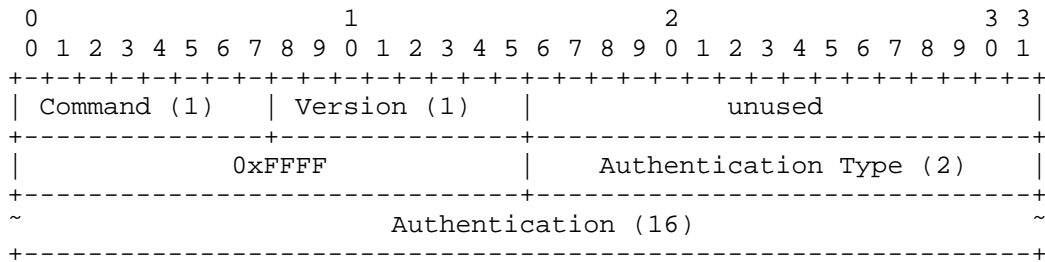 0                   1                   2                   3 3
 0 1 2 3 4 5 6 7 8 9 0 1 2 3 4 5 6 7 8 9 0 1 2 3 4 5 6 7 8 9 0 1
+-+-+-+-+-+-+-+-+-+-+-+-+-+-+-+-+-+-+-+-+-+-+-+-+-+-+-+-+-+-+-+-+
| Command (1)   | Version (1)   |            unused             |
+---------------+---------------+-------------------------------+
|             0xFFFF            |    Authentication Type (2)    |
+-------------------------------+-------------------------------+
~                       Authentication (16)                     ~
+---------------------------------------------------------------+